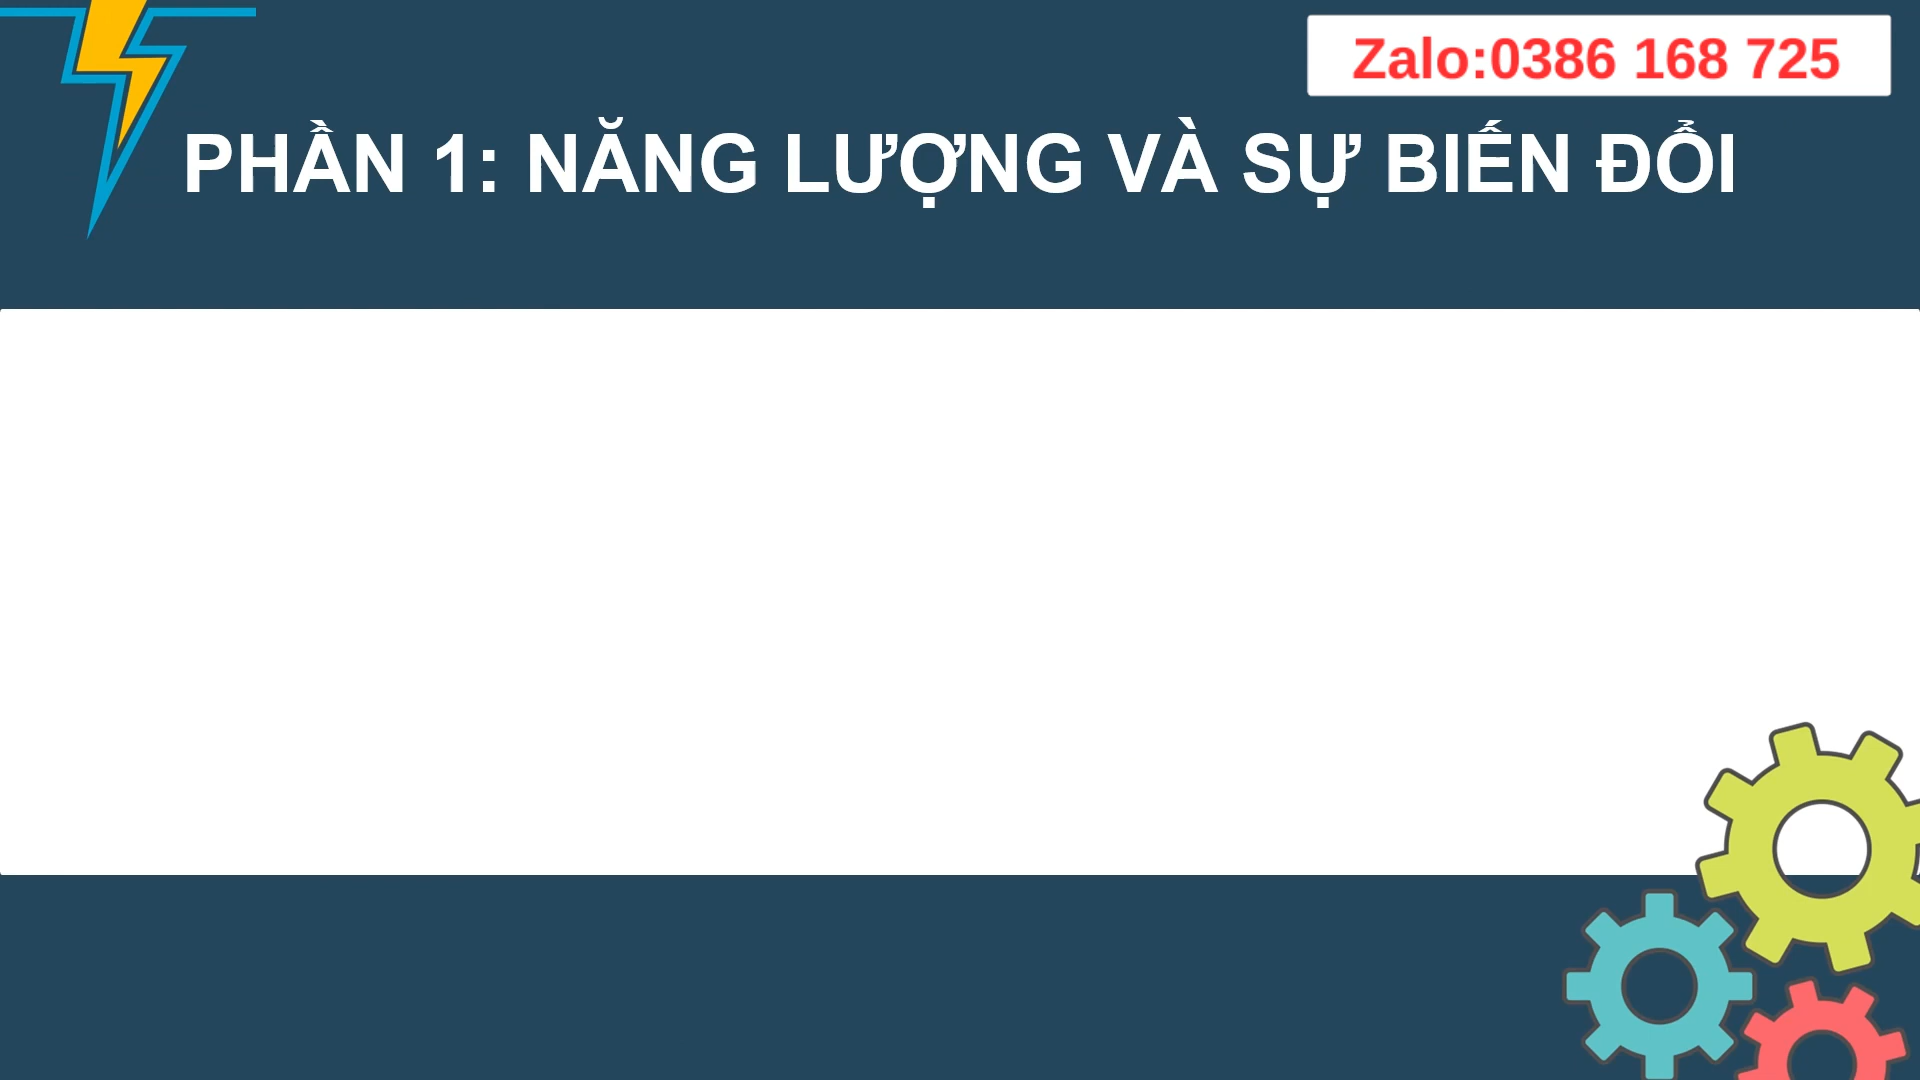 Zalo:0386 168 725
PHẦN 1: NĂNG LƯỢNG VÀ SỰ BIẾN ĐỔI